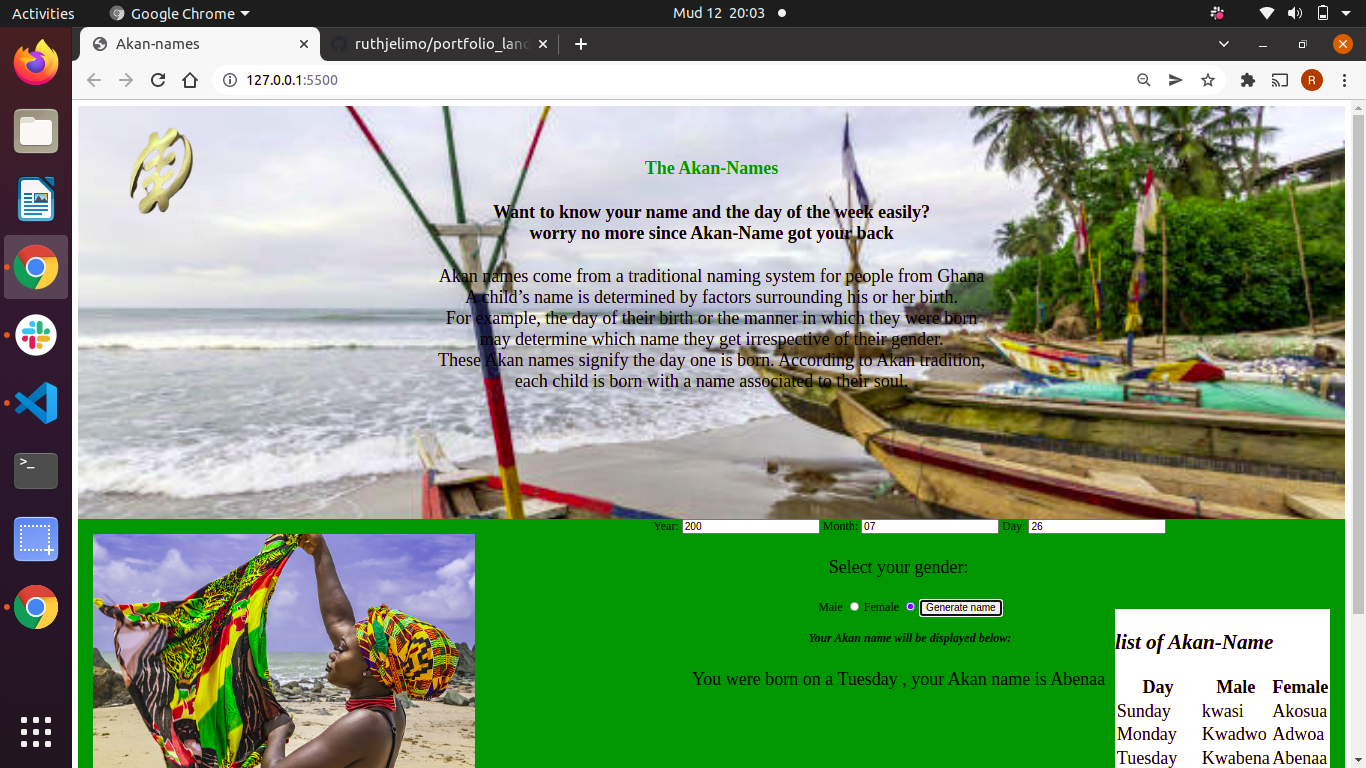 Activities
Google Chrome
Mud 12 20:03
Akan-names
ruthjelimo/portfolio_land
127.0.0.1:5500
R
The Akan-Names
Want to know your name and the day of the week easily?
worry no more since Akan-Name got your back
Akan names come from a traditional naming system for people from Ghana
A child’s name is determined by factors surrounding his or her birth.
For example, the day of their birth or the manner in which they were born
may determine which name they get irrespective of their gender.
These Akan names signify the day one is born. According to Akan tradition,
each child is born with a name associated to their soul.
Year: 200 Month: 07 Day: 26
Select your gender:
Male Female Generate name
Your Akan name will be displayed below:
You were born on a Tuesday , your Akan name is Abenaa
list of Akan-Name
Day Male Female
Sunday kwasi Akosua
Monday Kwadwo Adwoa
Tuesday Kwabena Abenaa